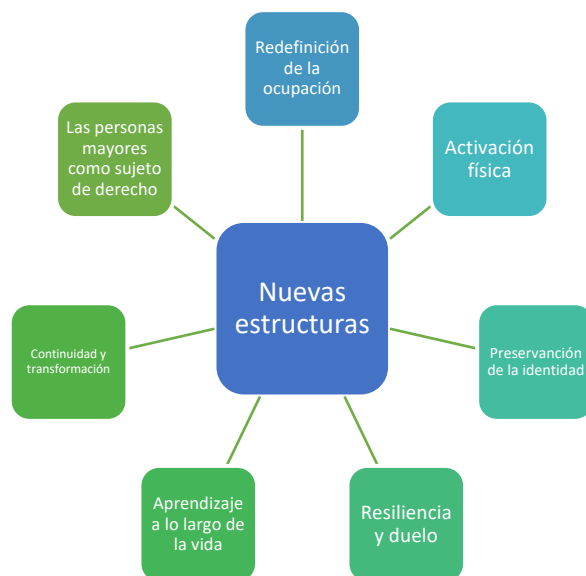 Redefinición
de la
ocupación
Las personas
mayores
como sujeto
de derecho
Activación
física
Nuevas
estructuras
Continuidad y
transformación
Preservanción
de la identidad
Aprendizaje
a lo largo de
la vida
Resiliencia
y duelo